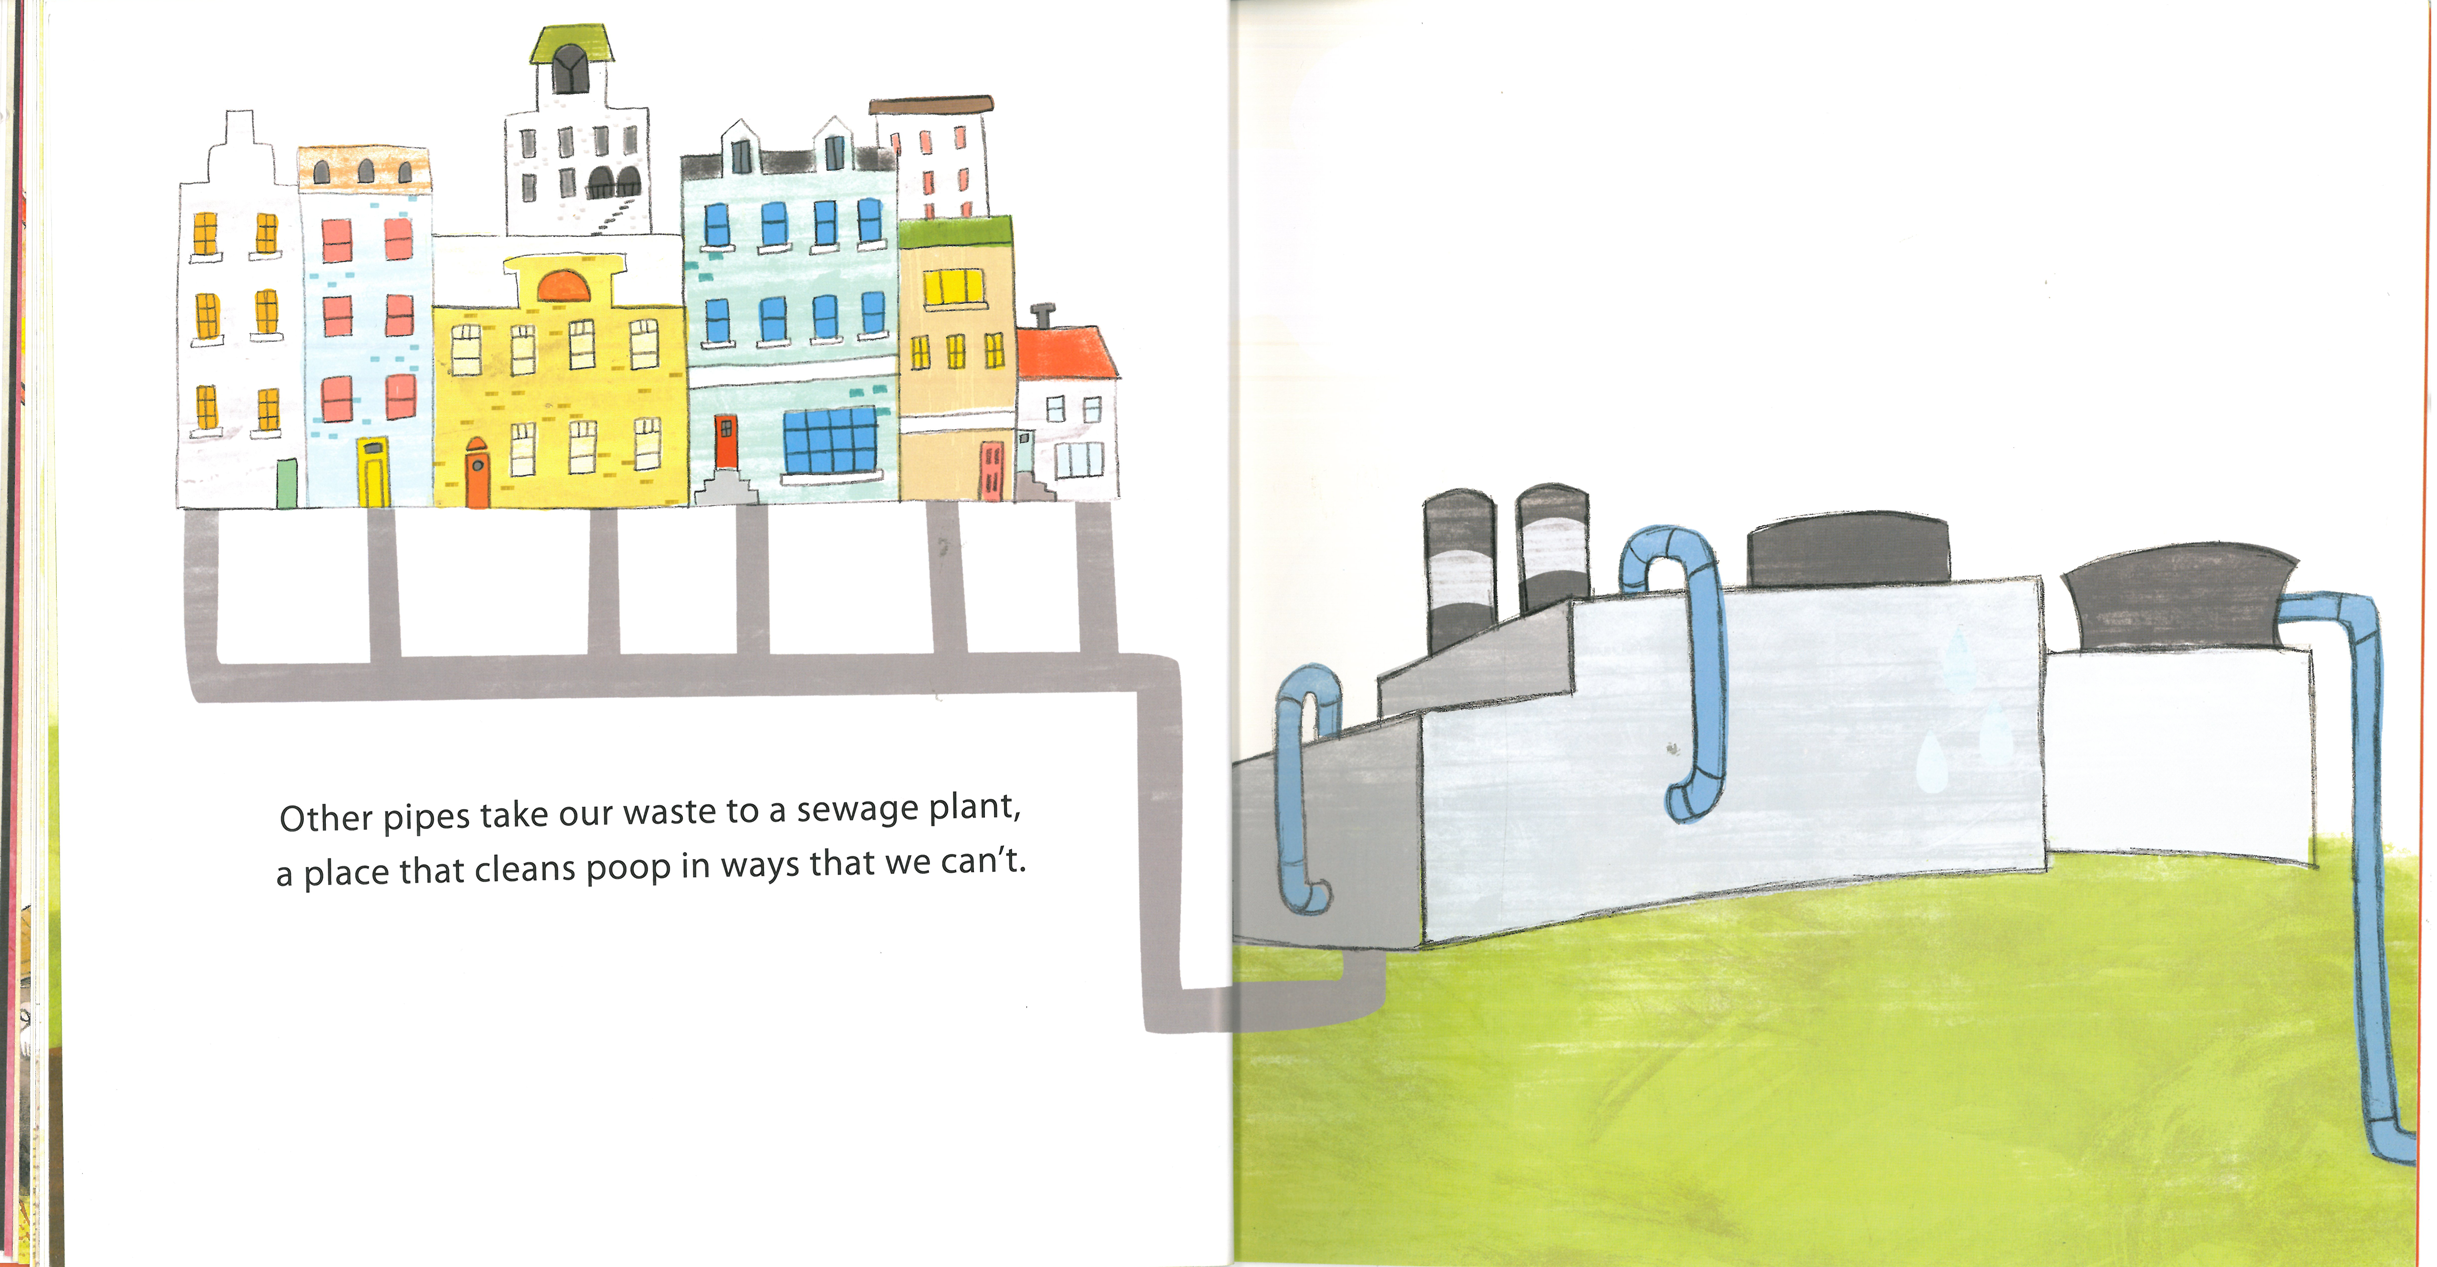 Other pipes take our waste to a sewage plant,
a place that cleans poop in ways that we can't.